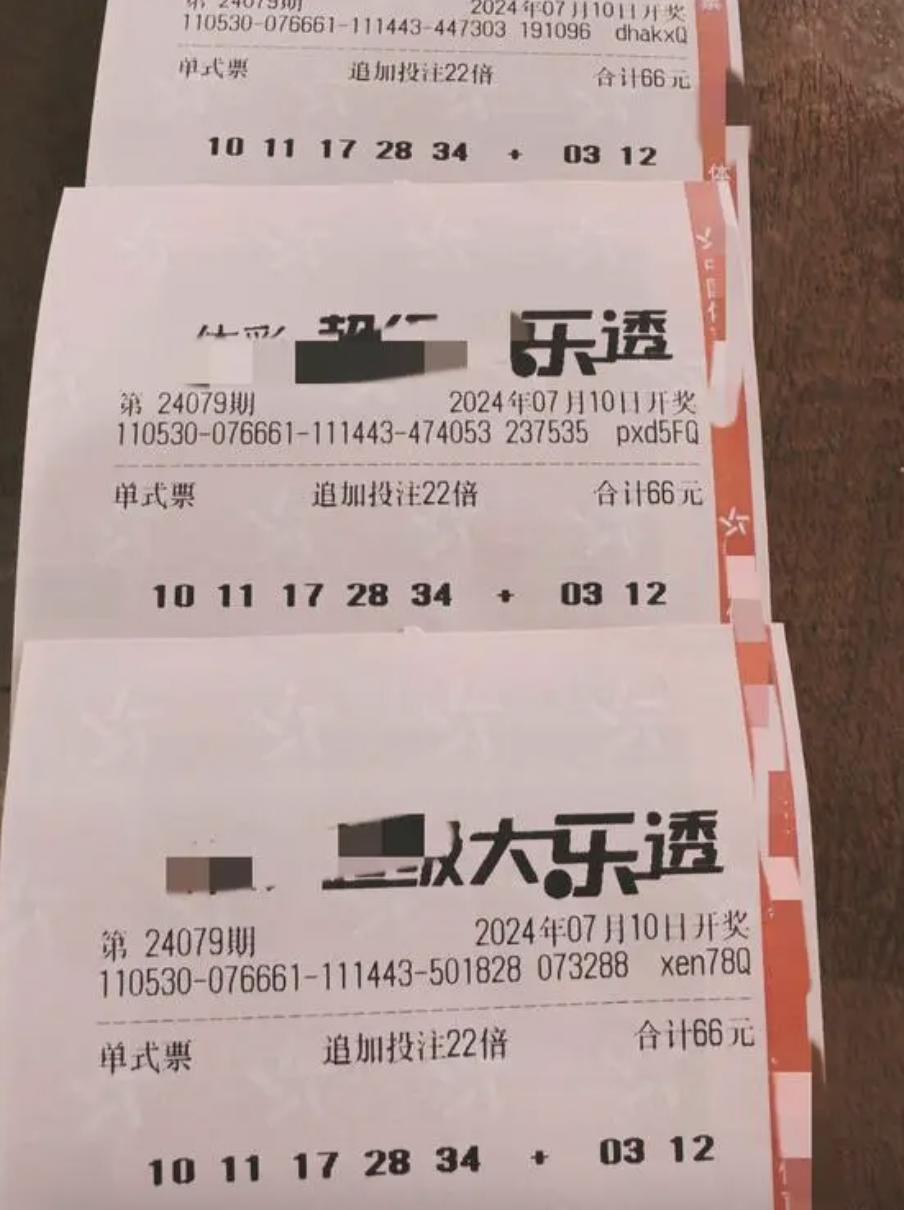 第 24079期 2024年07月10日开奖
110530-076661-111443-447303 191096 dhakxQ
单式票 追加投注22倍 合计66元
10 11 17 28 34 + 03 12
体彩 超级 乐透
第 24079期 2024年07月10日开奖
110530-076661-111443-474053 237535 pxd5FQ
单式票 追加投注22倍 合计66元
10 11 17 28 34 + 03 12
大乐透
第 24079期 2024年07月10日开奖
110530-076661-111443-501828 073288 xen78Q
单式票 追加投注22倍 合计66元
10 11 17 28 34 + 03 12